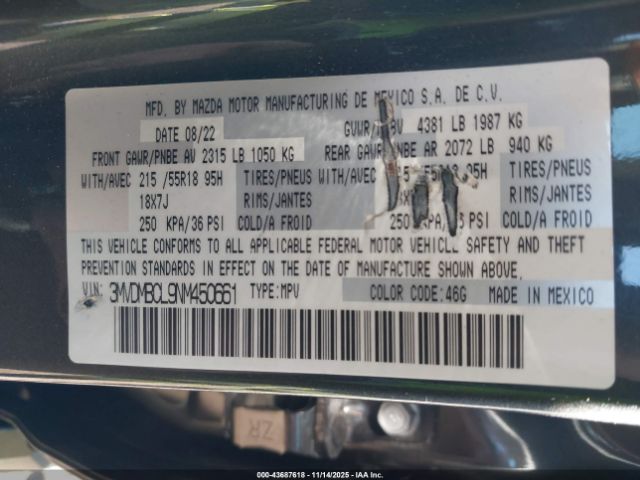 MFD. BY MAZDA MOTOR MANUFACTURING DE MEXICO S.A. DE C.V.
DATE 08/22 4381 LB 1987 KG
FRONT GAWR/PNBE AV 2315 LB 1050 KG REAR GAWR/PNBE AR 2072 LB 940 KG
WITH/AVEC 215 /55R18 95H TIRES/PNEUS WITH/AVEC /55R18 95H TIRES/PNEUS
18X7J RIMS/JANTES RIMS/JANTES
250 KPA/36 PSI COLD/A FROID 250 PSI COLD/A FROID
THIS VEHICLE CONFORMS TO ALL APPLICABLE FEDERAL MOTOR VEHICLE SAFETY AND THEFT
PREVENTION STANDARDS IN EFFECT ON THE DATE OF MANUFACTURE SHOWN ABOVE.
VIN: 3MVDMBCL9NM450661 TYPE:MPV COLOR CODE:46G MADE IN MEXICO
ZR
000-43687618 - 11/14/2025 - IAA Inc.